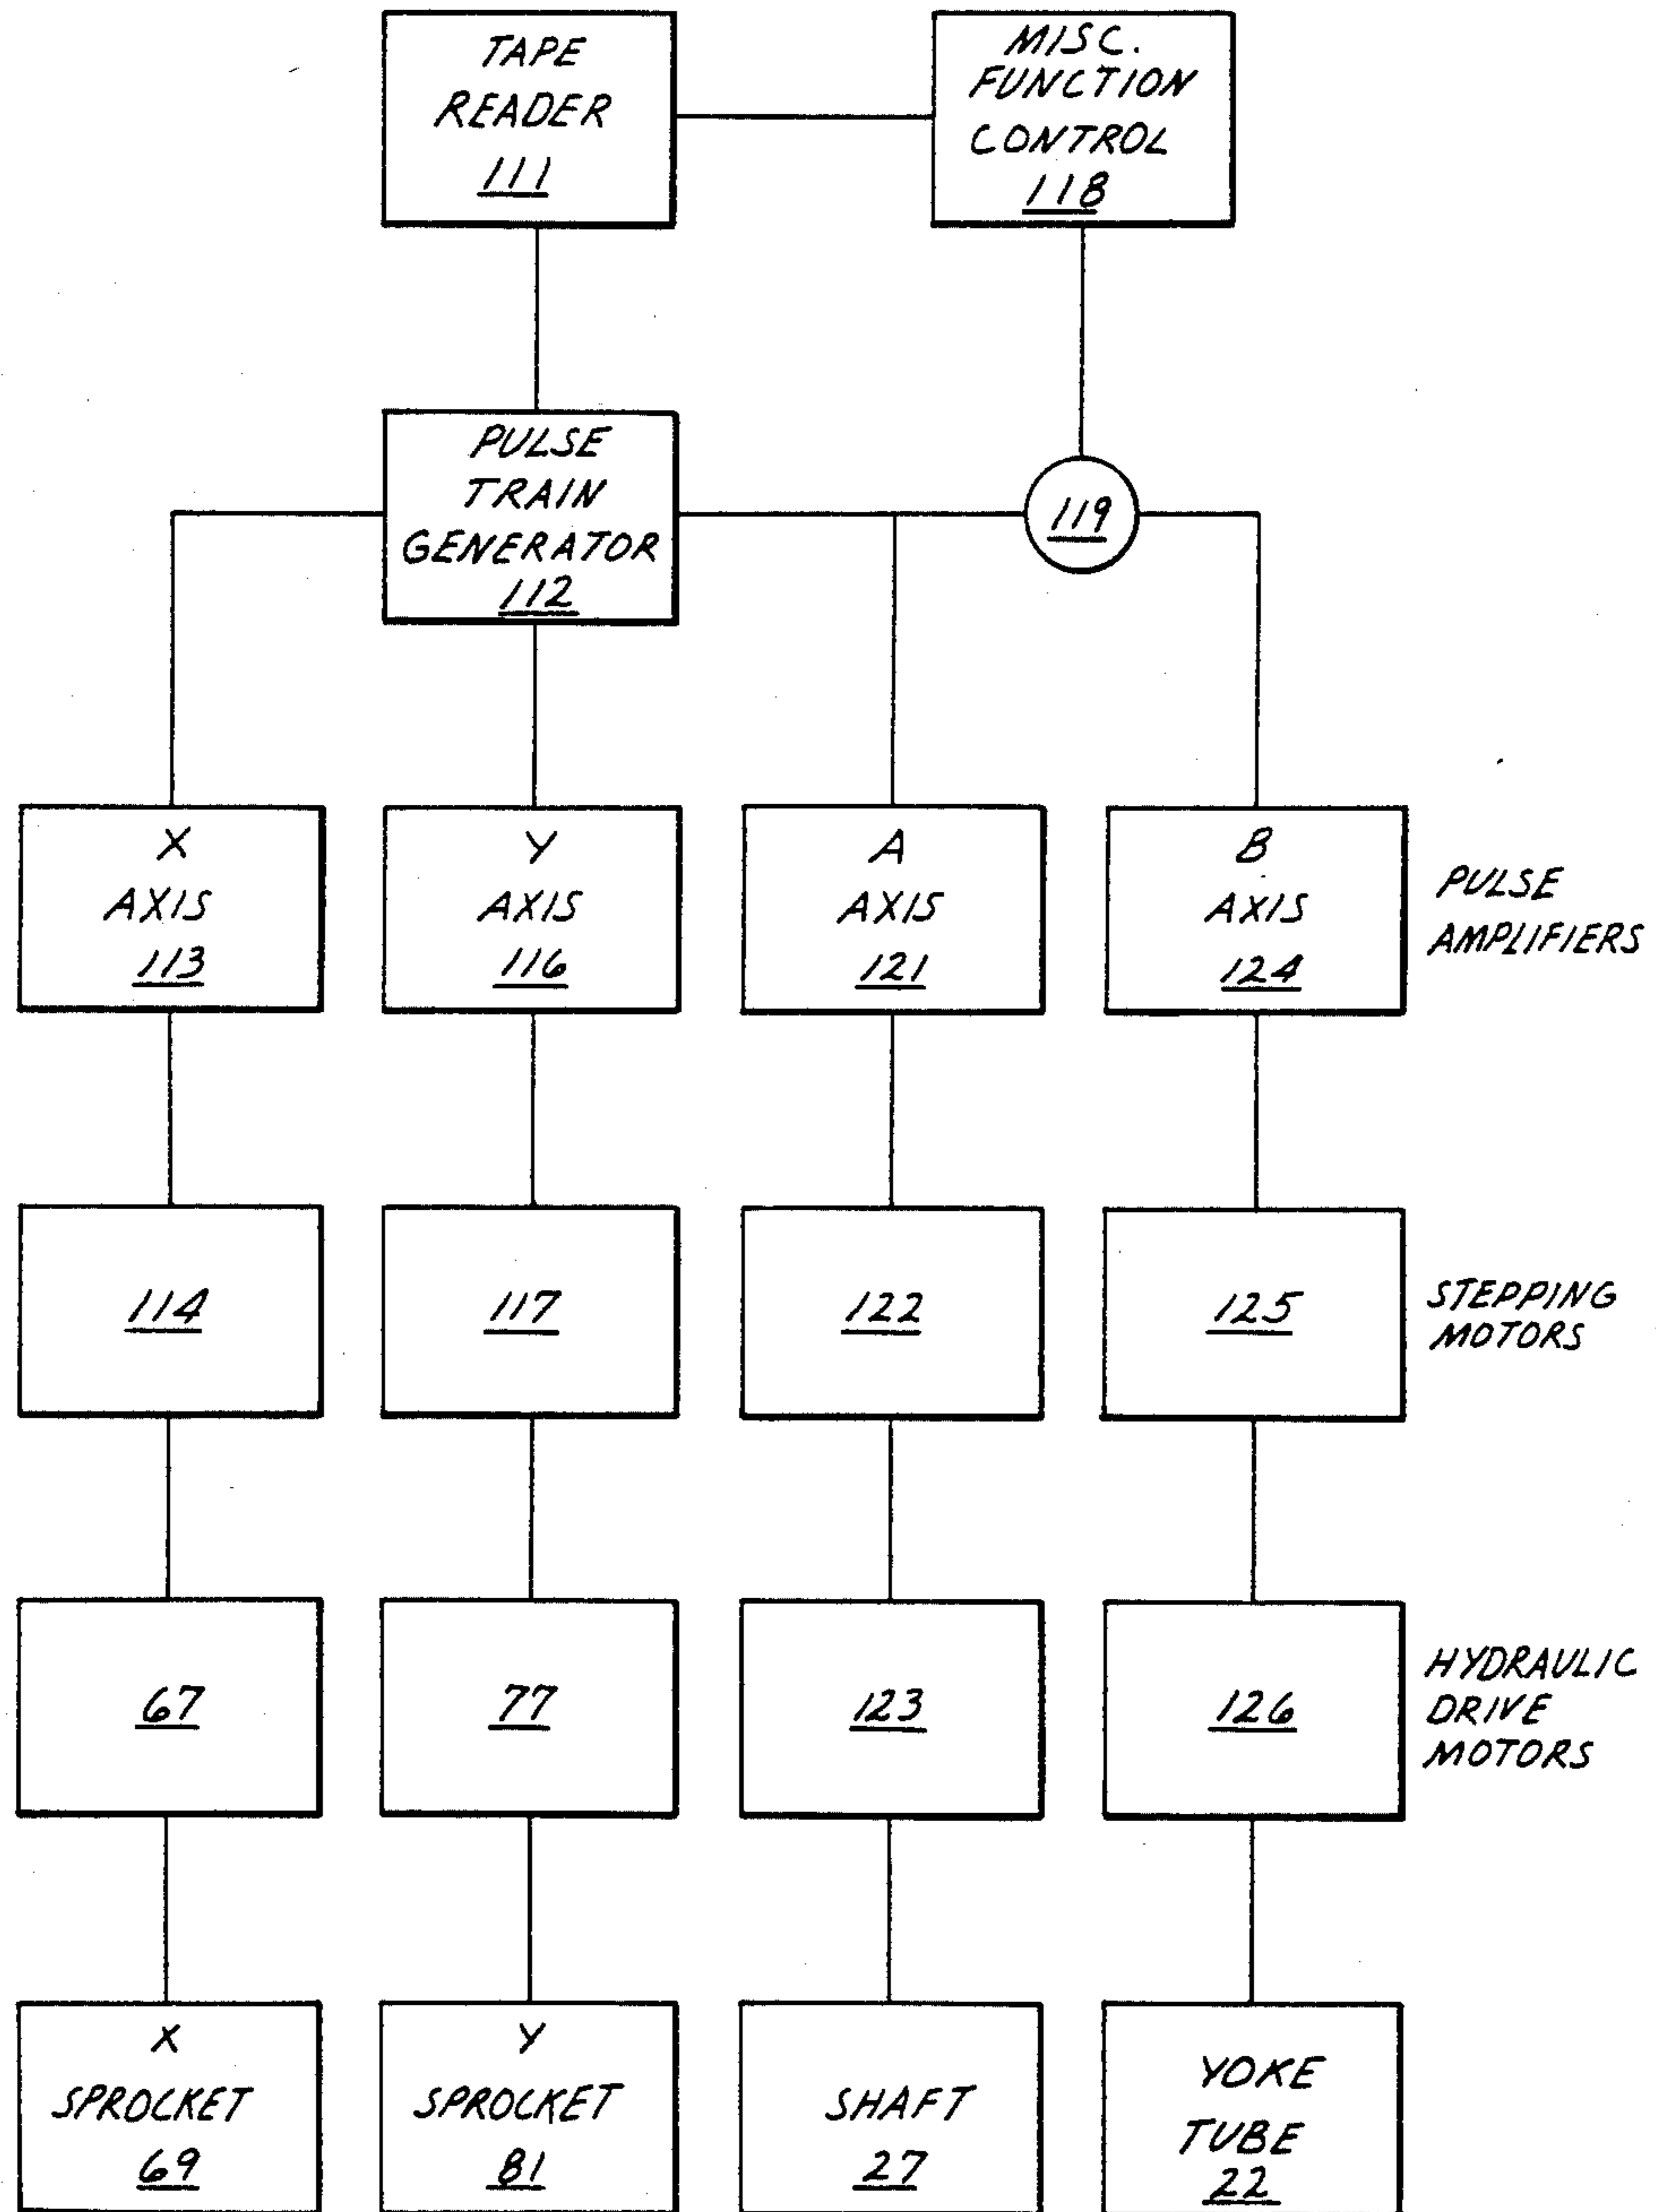 TAPE
READER
111
MISC.
FUNCTION
CONTROL
118
PULSE
TRAIN
GENERATOR
112
119
X
AXIS
113
Y
AXIS
116
A
AXIS
121
B
AXIS
124
PULSE
AMPLIFIERS
114
117
122
125
STEPPING
MOTORS
67
77
123
126
HYDRAULIC
DRIVE
MOTORS
X
SPROCKET
69
Y
SPROCKET
81
SHAFT
27
YOKE
TUBE
22